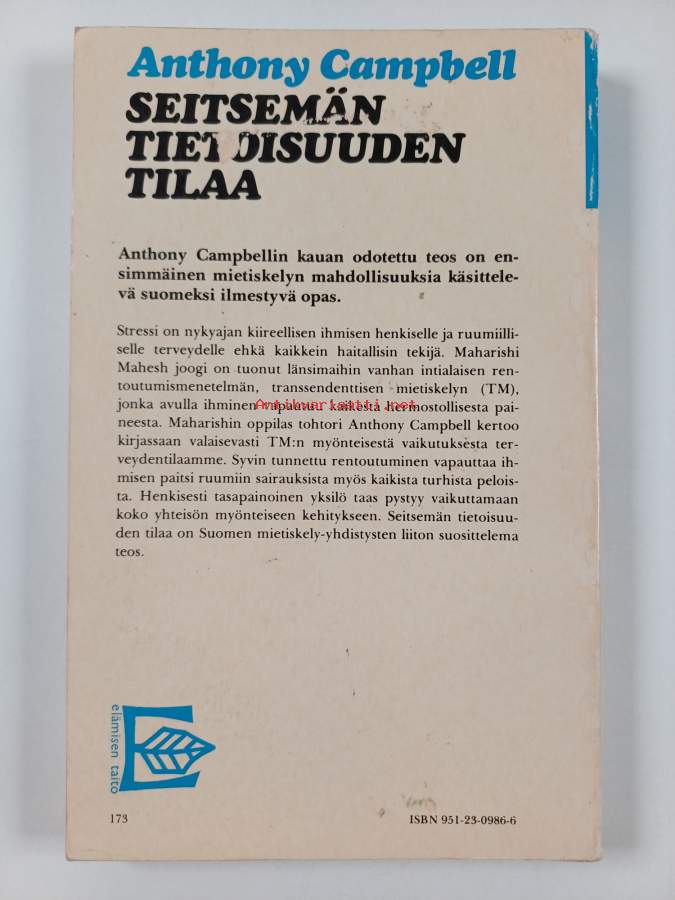 Anthony Campbell
SEITSEMÄN
TIETOISUUDEN
TILAA
Anthony Campbellin kauan odotettu teos on en-
simmäinen mietiskelyn mahdollisuuksia käsittele-
vä suomeksi ilmestyvä opas.
Stressi on nykyajan kiireellisen ihmisen henkiselle ja ruumiilli-
selle terveydelle ehkä kaikkein haitallisin tekijä. Maharishi
Mahesh joogi on tuonut länsimaihin vanhan intialaisen ren-
toutumismenetelmän, transsendenttisen mietiskelyn (TM),
jonka avulla ihminen vapautuu kaikesta hermostollisesta pai-
Antikvariaatti.net
neesta. Maharishin oppilas tohtori Anthony Campbell kertoo
kirjassaan valaisevasti TM:n myönteisestä vaikutuksesta ter-
veydentilaamme. Syvin tunnettu rentoutuminen vapauttaa ih-
misen paitsi ruumiin sairauksista myös kaikista turhista pelois-
ta. Henkisesti tasapainoinen yksilö taas pystyy vaikuttamaan
koko yhteisön myönteiseen kehitykseen. Seitsemän tietoisuu-
den tilaa on Suomen mietiskely-yhdistysten liiton suosittelema
teos.
elämisen taito
173
ISBN 951-23-0986-6